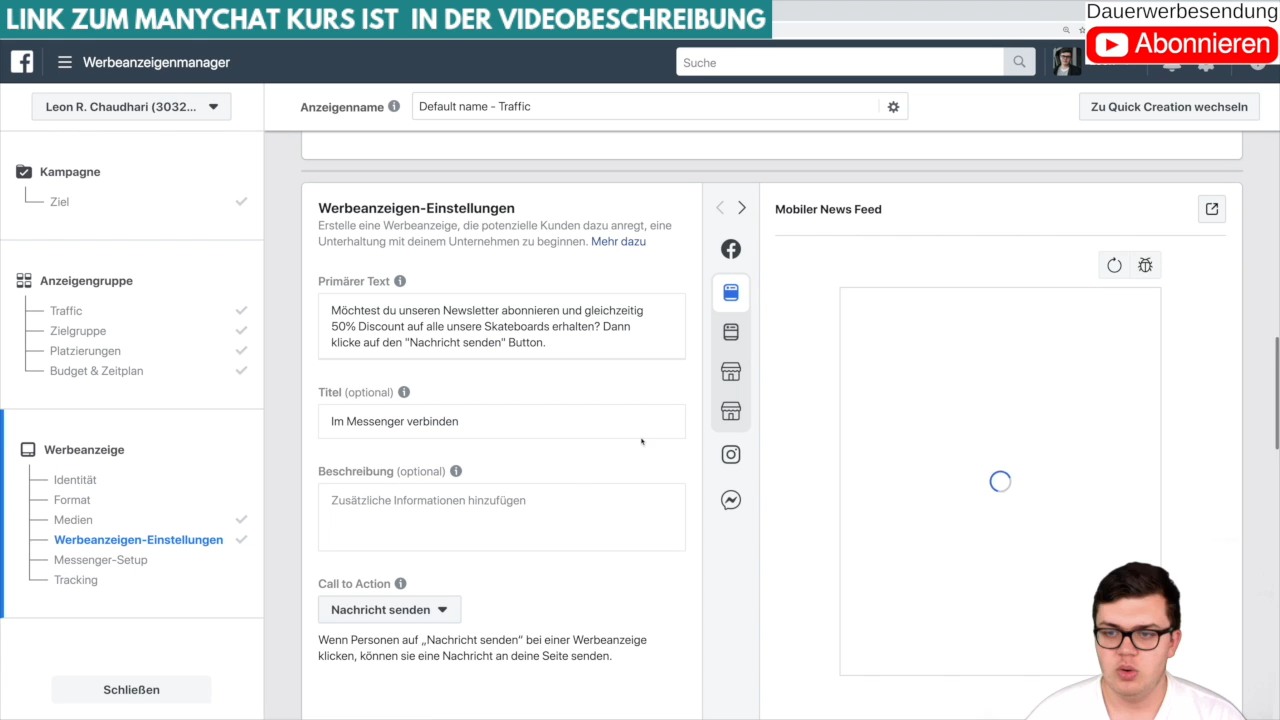 LINK ZUM MANYCHAT KURS IST IN DER VIDEOBESCHREIBUNG
Dauerwerbesendung
Abonnieren
Werbeanzeigenmanager
Suche
Leon R. Chaudhari (3032...
Anzeigenname
Default name - Traffic
Zu Quick Creation wechseln
Kampagne
Ziel
Anzeigengruppe
Traffic
Zielgruppe
Platzierungen
Budget & Zeitplan
Werbeanzeige
Identität
Format
Medien
Werbeanzeigen-Einstellungen
Messenger-Setup
Tracking
Schließen
Werbeanzeigen-Einstellungen
Erstelle eine Werbeanzeige, die potenzielle Kunden dazu anregt, eine
Unterhaltung mit deinem Unternehmen zu beginnen. Mehr dazu
Primärer Text
Möchtest du unseren Newsletter abonnieren und gleichzeitig
50% Discount auf alle unsere Skateboards erhalten? Dann
klicke auf den "Nachricht senden" Button.
Titel (optional)
Im Messenger verbinden
Beschreibung (optional)
Zusätzliche Informationen hinzufügen
Call to Action
Nachricht senden
Wenn Personen auf „Nachricht senden“ bei einer Werbeanzeige
klicken, können sie eine Nachricht an deine Seite senden.
Mobiler News Feed